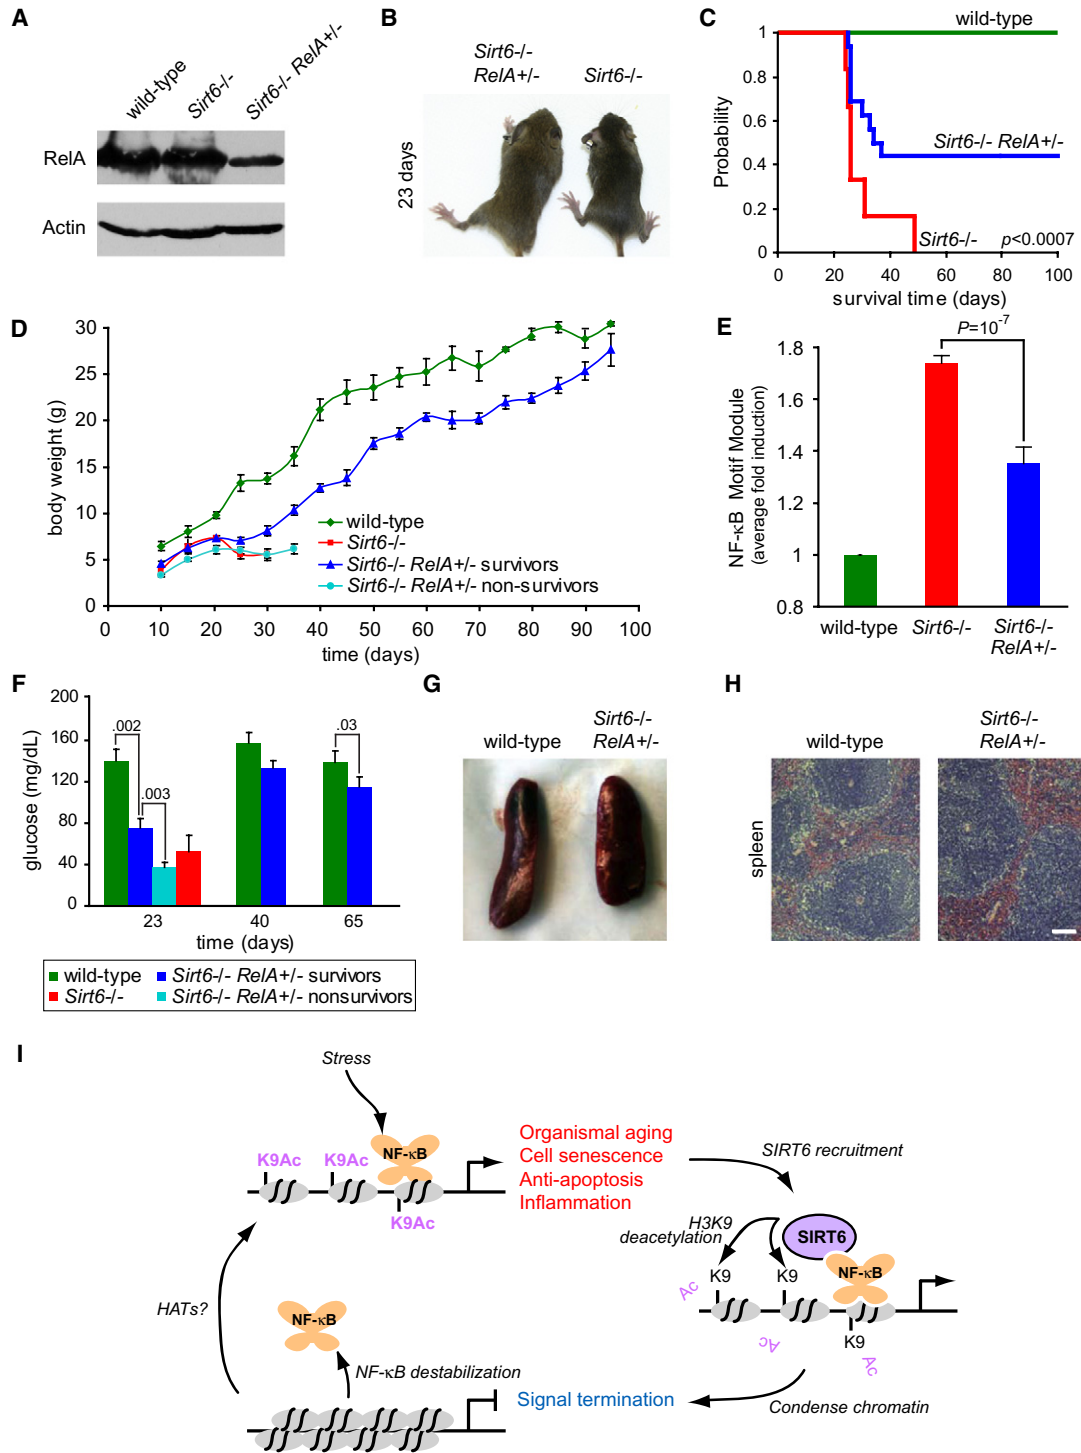 A
wild-type
Sirt6-/-
Sirt6-/- RelA+/-
RelA
Actin
B
Sirt6-/-
RelA+/-
Sirt6-/-
23 days
C
wild-type
1
0.8
0.6
0.4
0.2
0
Probability
Sirt6-/- RelA+/-
Sirt6-/-
p<0.0007
0 20 40 60 80 100
survival time (days)
D
30
25
20
15
10
5
0
body weight (g)
wild-type
Sirt6-/-
Sirt6-/- RelA+/- survivors
Sirt6-/- RelA+/- non-survivors
0 10 20 30 40 50 60 70 80 90 100
time (days)
E
P=10-7
1.8
1.6
1.4
1.2
1
0.8
NF-κB Motif Module
(average fold induction)
wild-type
Sirt6-/-
Sirt6-/-
RelA+/-
F
200
160
120
80
40
0
glucose (mg/dL)
.002
.003
.03
23 40 65
time (days)
wild-type
Sirt6-/- RelA+/- survivors
Sirt6-/-
Sirt6-/- RelA+/- nonsurvivors
G
wild-type
Sirt6-/-
RelA+/-
H
wild-type
Sirt6-/-
RelA+/-
spleen
I
Stress
K9Ac
K9Ac
NF-κB
K9Ac
Organismal aging
Cell senescence
Anti-apoptosis
Inflammation
SIRT6 recruitment
H3K9
deacetylation
SIRT6
K9
K9
NF-κB
Ac
K9
Ac
Ac
HATs?
NF-κB
NF-κB destabilization
Signal termination
Condense chromatin